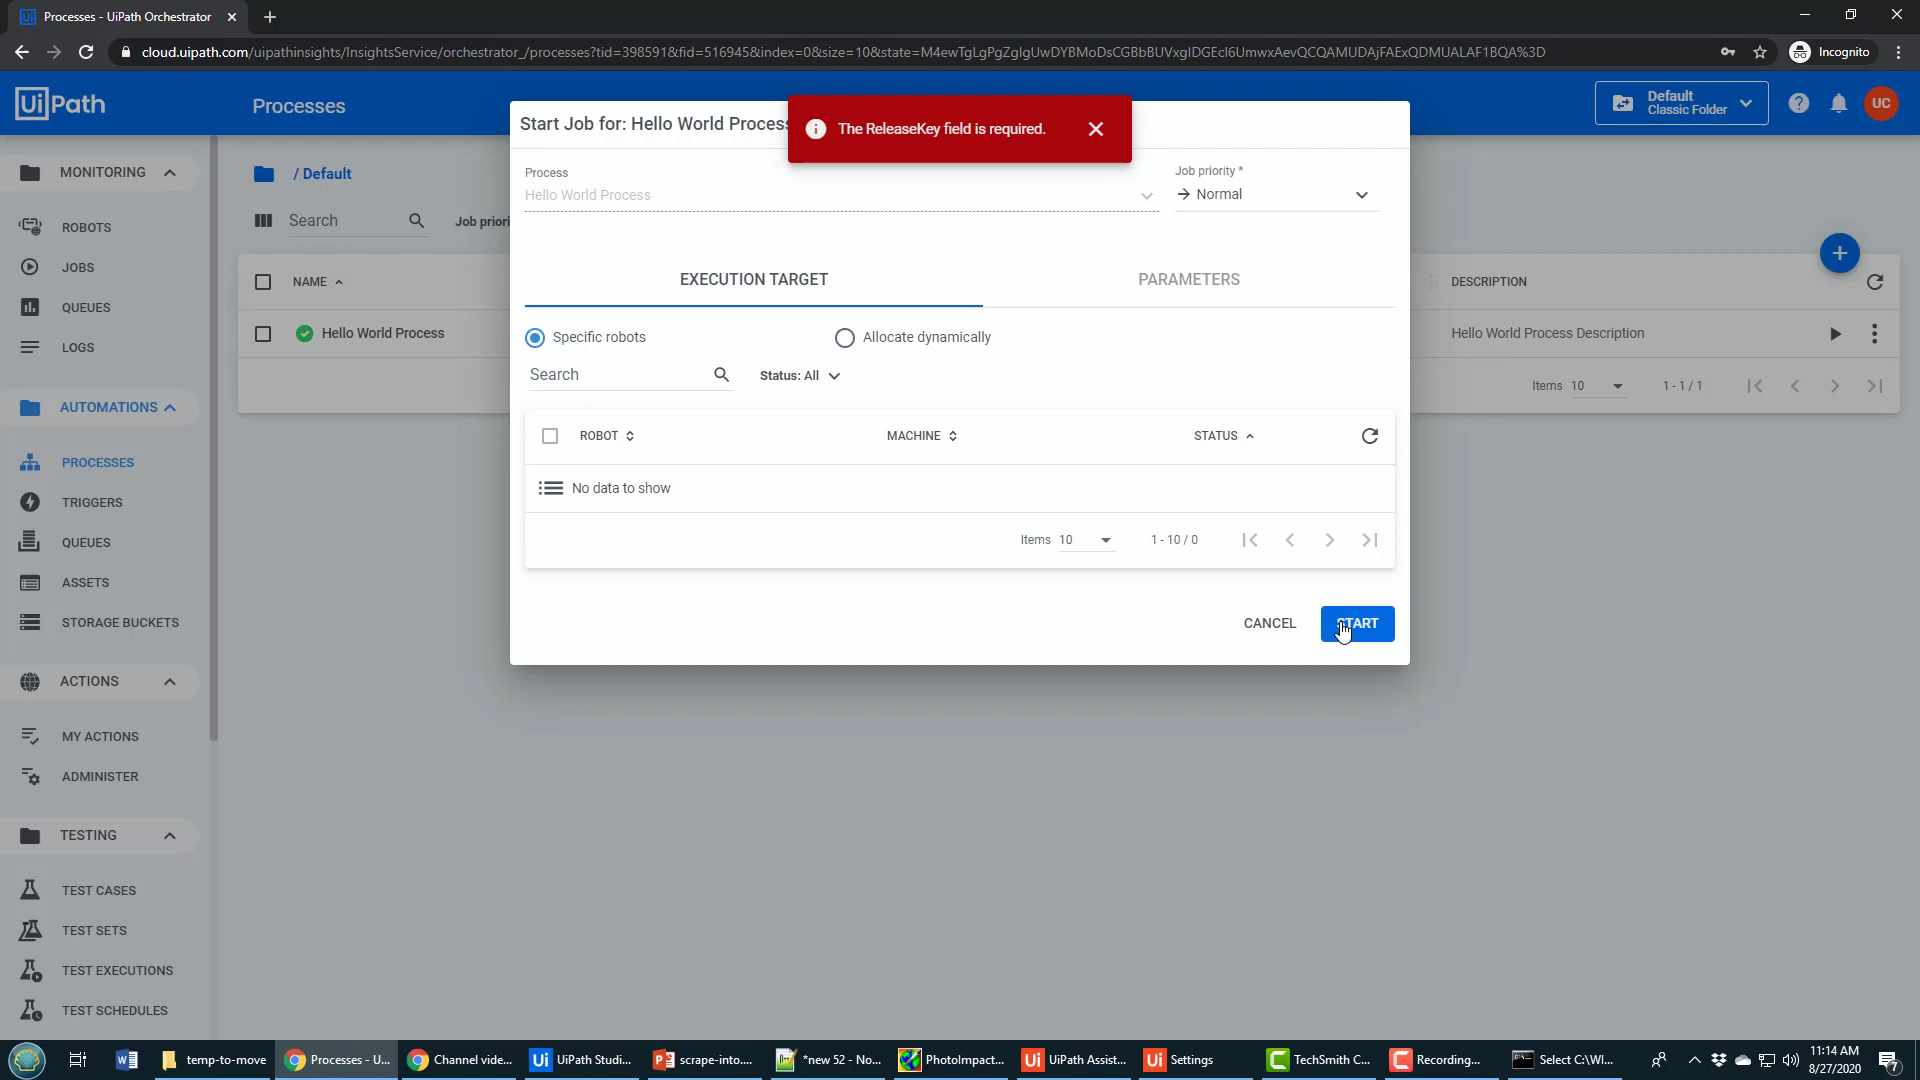 Processes - UiPath Orchestrator
cloud.uipath.com/uipathinsights/InsightsService/orchestrator_/processes?tid=398591&fid=516945&index=0&size=10&state=M4ewTgLgPgZglgUwDYBMoDsCGBbBUVxgIDGEcl6UmwxAevQCQAMUDAjFAExQDMUALAF1BQA%3D
Incognito
UiPath
Processes
Default
Classic Folder
UC
Start Job for: Hello World Process
The ReleaseKey field is required.
MONITORING
ROBOTS
JOBS
QUEUES
LOGS
AUTOMATIONS
PROCESSES
TRIGGERS
QUEUES
ASSETS
STORAGE BUCKETS
ACTIONS
MY ACTIONS
ADMINISTER
TESTING
TEST CASES
TEST SETS
TEST EXECUTIONS
TEST SCHEDULES
/ Default
Search
Job priori
NAME
Hello World Process
DESCRIPTION
Hello World Process Description
Items 10
1 - 1 / 1
Process
Hello World Process
Job priority *
Normal
EXECUTION TARGET
PARAMETERS
Specific robots
Allocate dynamically
Search
Status: All
ROBOT
MACHINE
STATUS
No data to show
Items 10
1 - 10 / 0
CANCEL
START
temp-to-move
Processes - U...
Channel vide...
UiPath Studi...
scrape-into....
*new 52 - No...
PhotoImpact...
UiPath Assist...
Settings
TechSmith C...
Recording...
Select C:\WI...
11:14 AM
8/27/2020
7